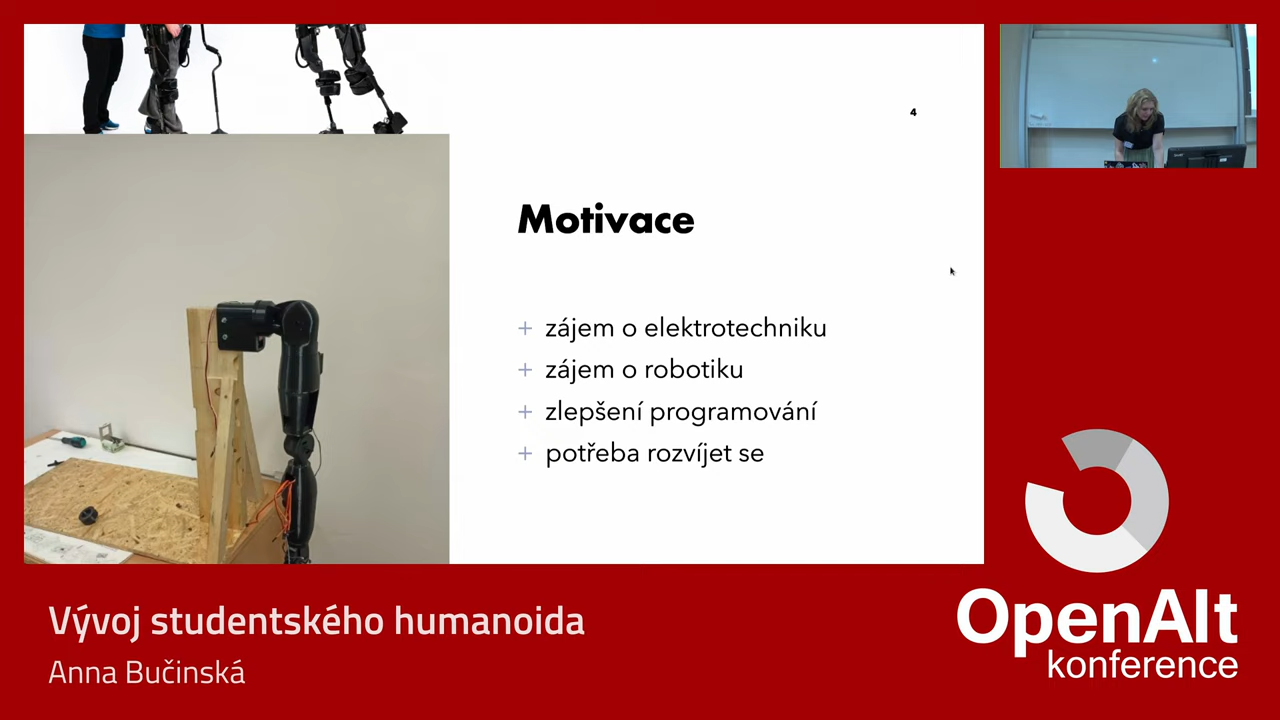 4
Motivace
+ zájem o elektrotechniku
+ zájem o robotiku
+ zlepšení programování
+ potřeba rozvíjet se
Vývoj studentského humanoida
Anna Bučinská
OpenAlt
konference